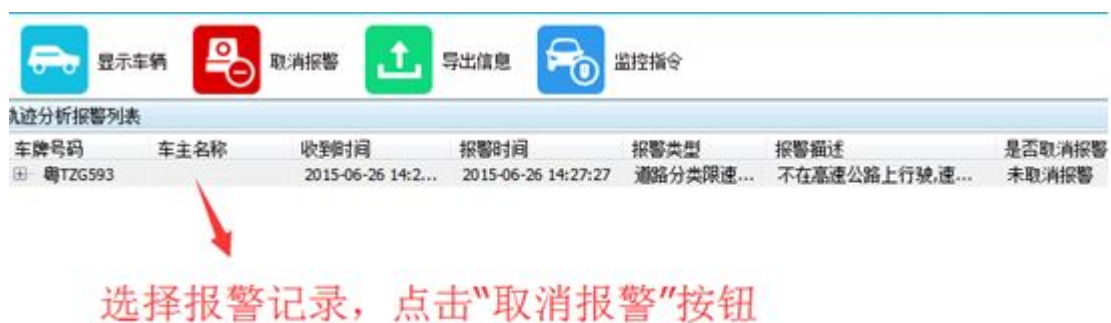 显示车辆 取消报警 导出信息 监控指令
轨迹分析报警列表
车牌号码 车主名称 收到时间 报警时间 报警类型 报警描述 是否取消报警
粤TZG593 2015-06-26 14:2... 2015-06-26 14:27:27 道路分类限速... 不在高速公路上行驶,速... 未取消报警
选择报警记录，点击“取消报警”按钮